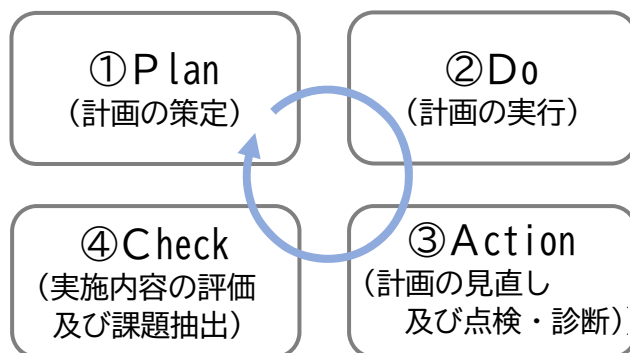 ①Plan
(計画の策定)
②Do
(計画の実行)
④Check
(実施内容の評価
及び課題抽出)
③Action
(計画の見直し
及び点検・診断))